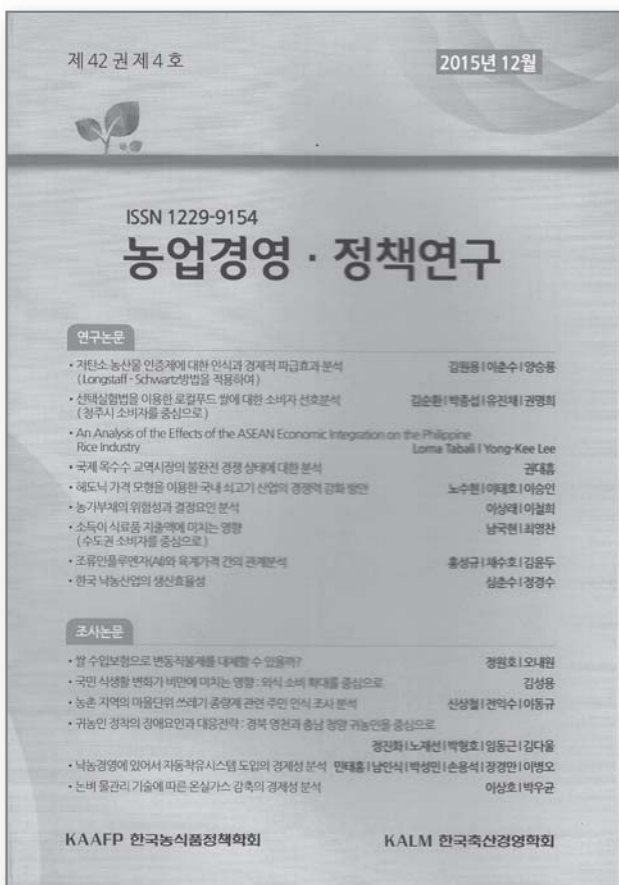 제 42 권 제 4 호
2015년 12월
ISSN 1229-9154
농업경영 · 정책연구
연구논문
• 저탄소 농산물 인증제에 대한 인식과 경제적 파급효과 분석 김원용 | 이춘수 | 양승룡
( Longstaff - Schwartz방법을 적용하여 )
• 선택실험법을 이용한 로컬푸드 쌀에 대한 소비자 선호분석 김순환 | 박종섭 | 유진채 | 권명희
( 청주시 소비자를 중심으로 )
• An Analysis of the Effects of the ASEAN Economic Integration on the Philippine
Rice Industry Lorna Tabali | Yong-Kee Lee
• 국제 옥수수 교역시장의 불완전 경쟁 상태에 대한 분석 권대흠
• 헤도닉 가격 모형을 이용한 국내 쇠고기 산업의 경쟁력 강화 방안 노수현 | 이태호 | 이승인
• 농가부채의 위험성과 결정요인 분석 이상래 | 이철희
• 소득이 식료품 지출액에 미치는 영향 남국현 | 최영찬
( 수도권 소비자를 중심으로 )
• 조류인플루엔자(AI)와 육계가격 간의 관계분석 홍성규 | 채수호 | 김윤두
• 한국 낙농산업의 생산효율성 심춘수 | 정경수
조사논문
• 쌀 수입보험으로 변동직불제를 대체할 수 있을까? 정원호 | 오내원
• 국민 식생활 변화가 비만에 미치는 영향 : 외식 소비 확대를 중심으로 김성용
• 농촌 지역의 마을단위 쓰레기 종량제 관련 주민 인식 조사 분석 신상철 | 전익수 | 이동규
• 귀농인 정착의 장애요인과 대응전략 : 경북 영천과 충남 청양 귀농인을 중심으로
정진화 | 노재선 | 박형호 | 임동근 | 김다울
• 낙농경영에 있어서 자동착유시스템 도입의 경제성 분석 민태홍 | 남인식 | 박성민 | 손용석 | 장경만 | 이병오
• 논벼 물관리 기술에 따른 온실가스 감축의 경제성 분석 이상호 | 박우균
KAAFP 한국농식품정책학회
KALM 한국축산경영학회